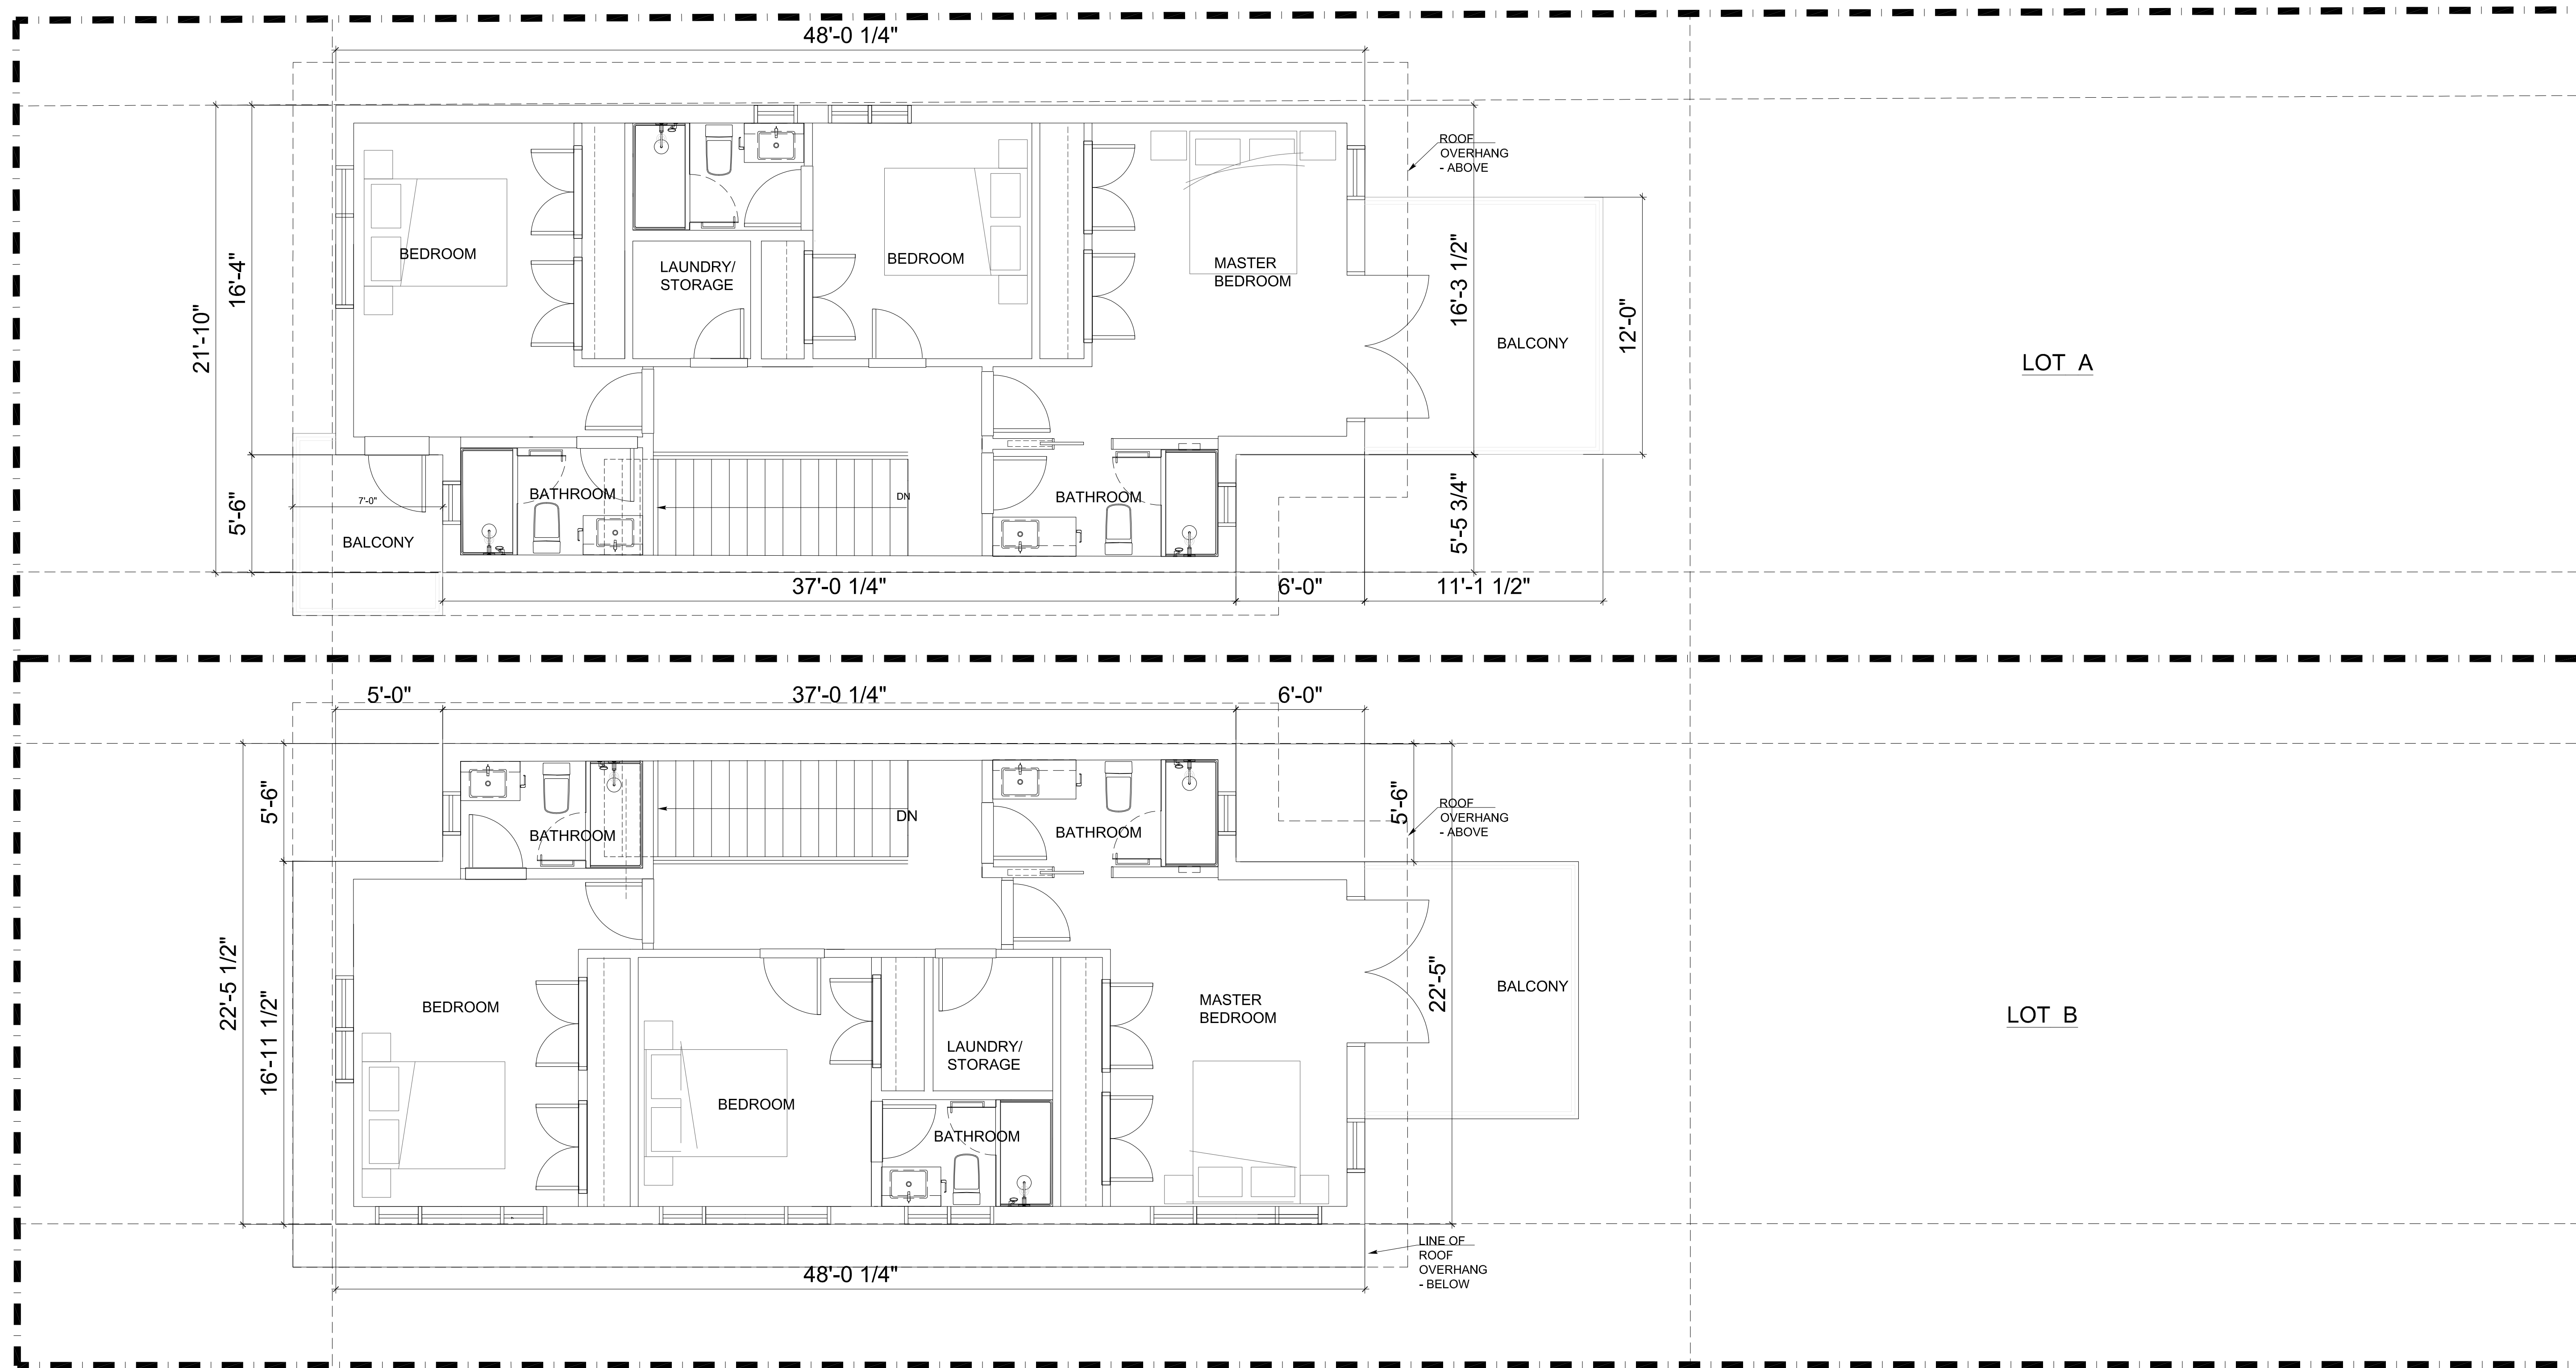 48'-0 1/4"
ROOF
OVERHANG
- ABOVE
BEDROOM
LAUNDRY/
STORAGE
BEDROOM
MASTER
BEDROOM
16'-4"
21'-10"
16'-3 1/2"
12'-0"
BALCONY
LOT A
5'-6"
7'-0"
BALCONY
BATHROOM
DN
BATHROOM
5'-5 3/4"
37'-0 1/4"
6'-0"
11'-1 1/2"
5'-0"
37'-0 1/4"
6'-0"
5'-6"
BATHROOM
DN
BATHROOM
5'-6"
ROOF
OVERHANG
- ABOVE
22'-5 1/2"
16'-11 1/2"
BEDROOM
MASTER
BEDROOM
22'-5"
BALCONY
LOT B
LAUNDRY/
STORAGE
BEDROOM
BATHROOM
LINE OF
ROOF
OVERHANG
- BELOW
48'-0 1/4"